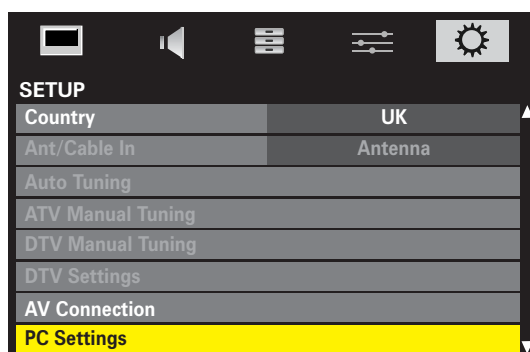 SETUP
Country UK
Ant/Cable In Antenna
Auto Tuning
ATV Manual Tuning
DTV Manual Tuning
DTV Settings
AV Connection
PC Settings